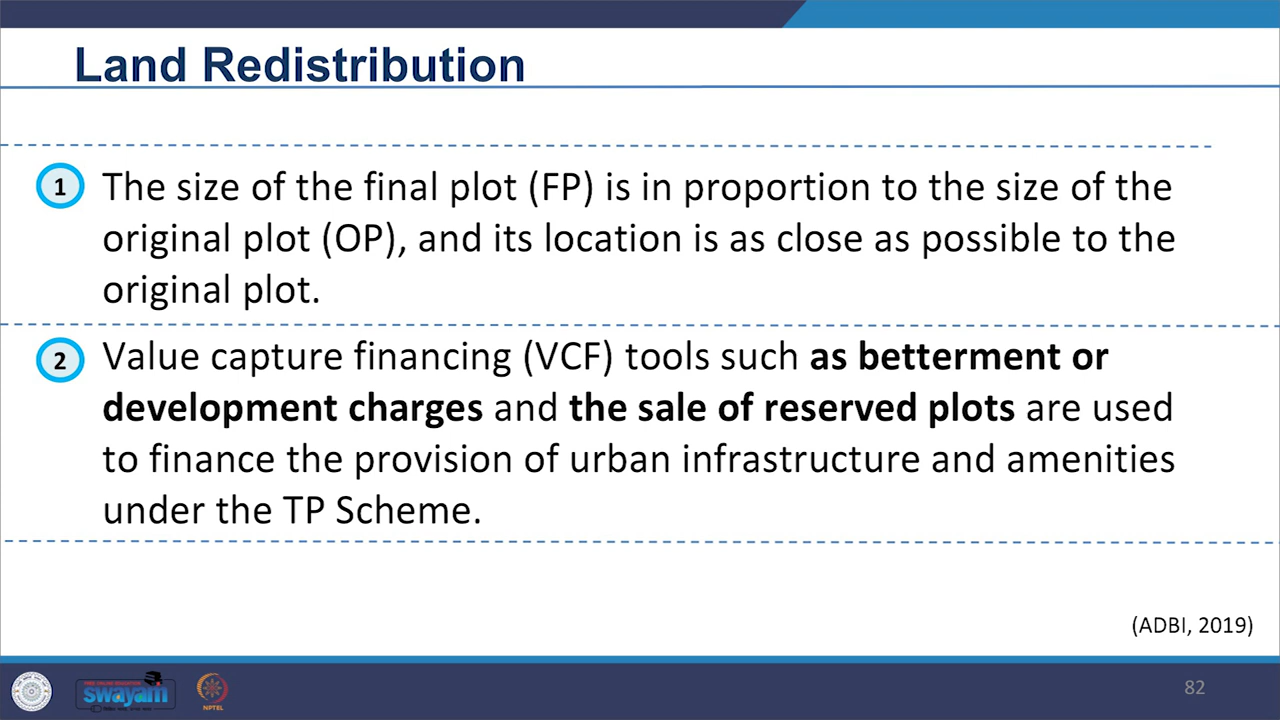 Land Redistribution
1
The size of the final plot (FP) is in proportion to the size of the
original plot (OP), and its location is as close as possible to the
original plot.
2
Value capture financing (VCF) tools such as betterment or
development charges and the sale of reserved plots are used
to finance the provision of urban infrastructure and amenities
under the TP Scheme.
(ADBI, 2019)
swayam
NPTEL
82